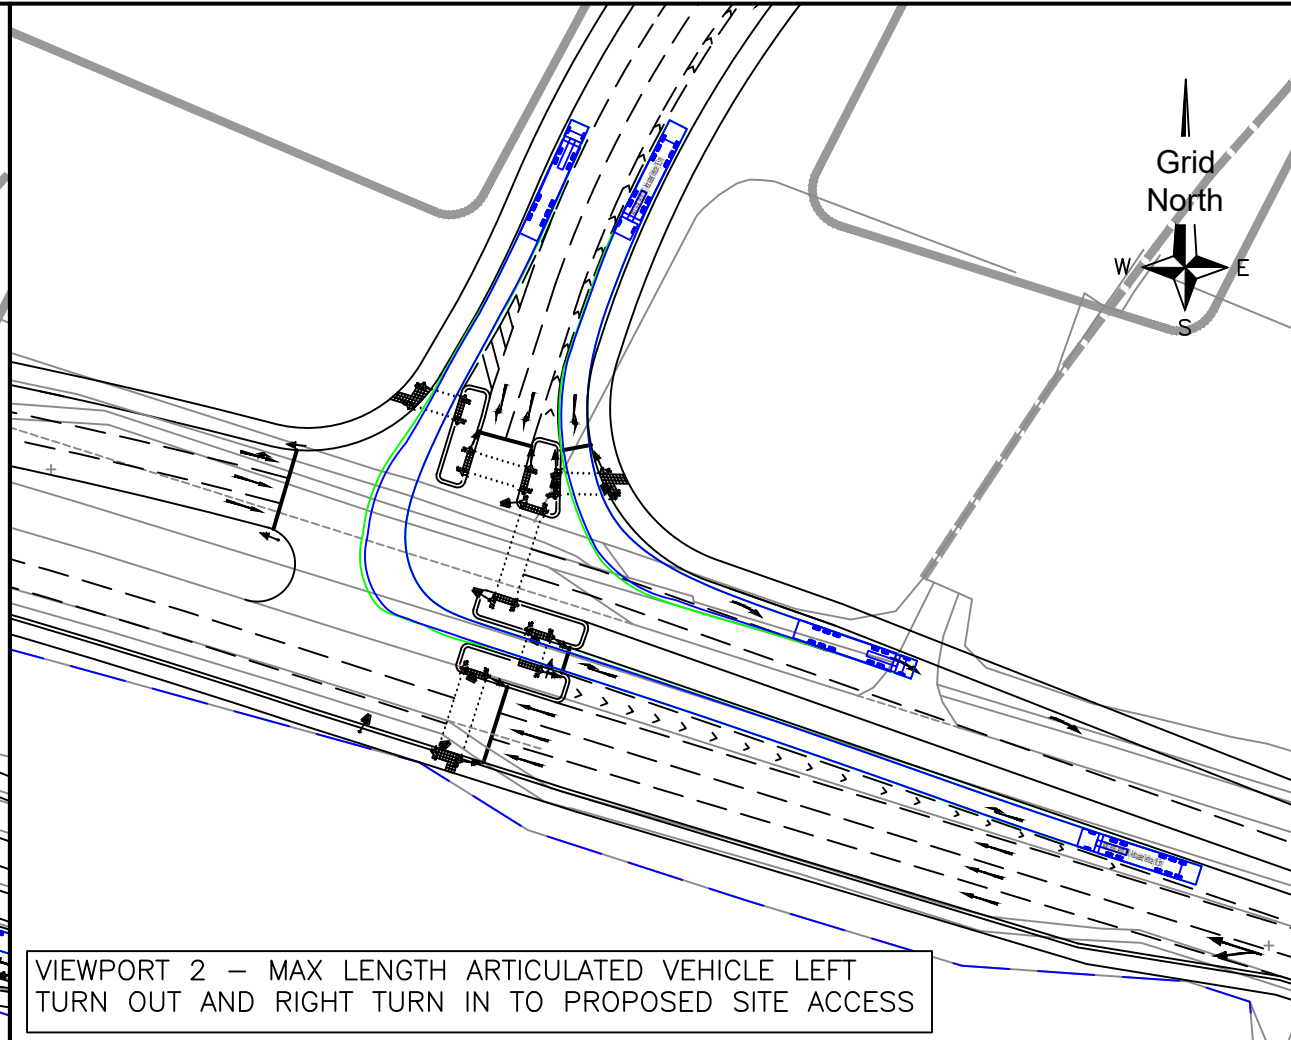 Grid
North
W
E
S
VIEWPORT 2 – MAX LENGTH ARTICULATED VEHICLE LEFT
TURN OUT AND RIGHT TURN IN TO PROPOSED SITE ACCESS